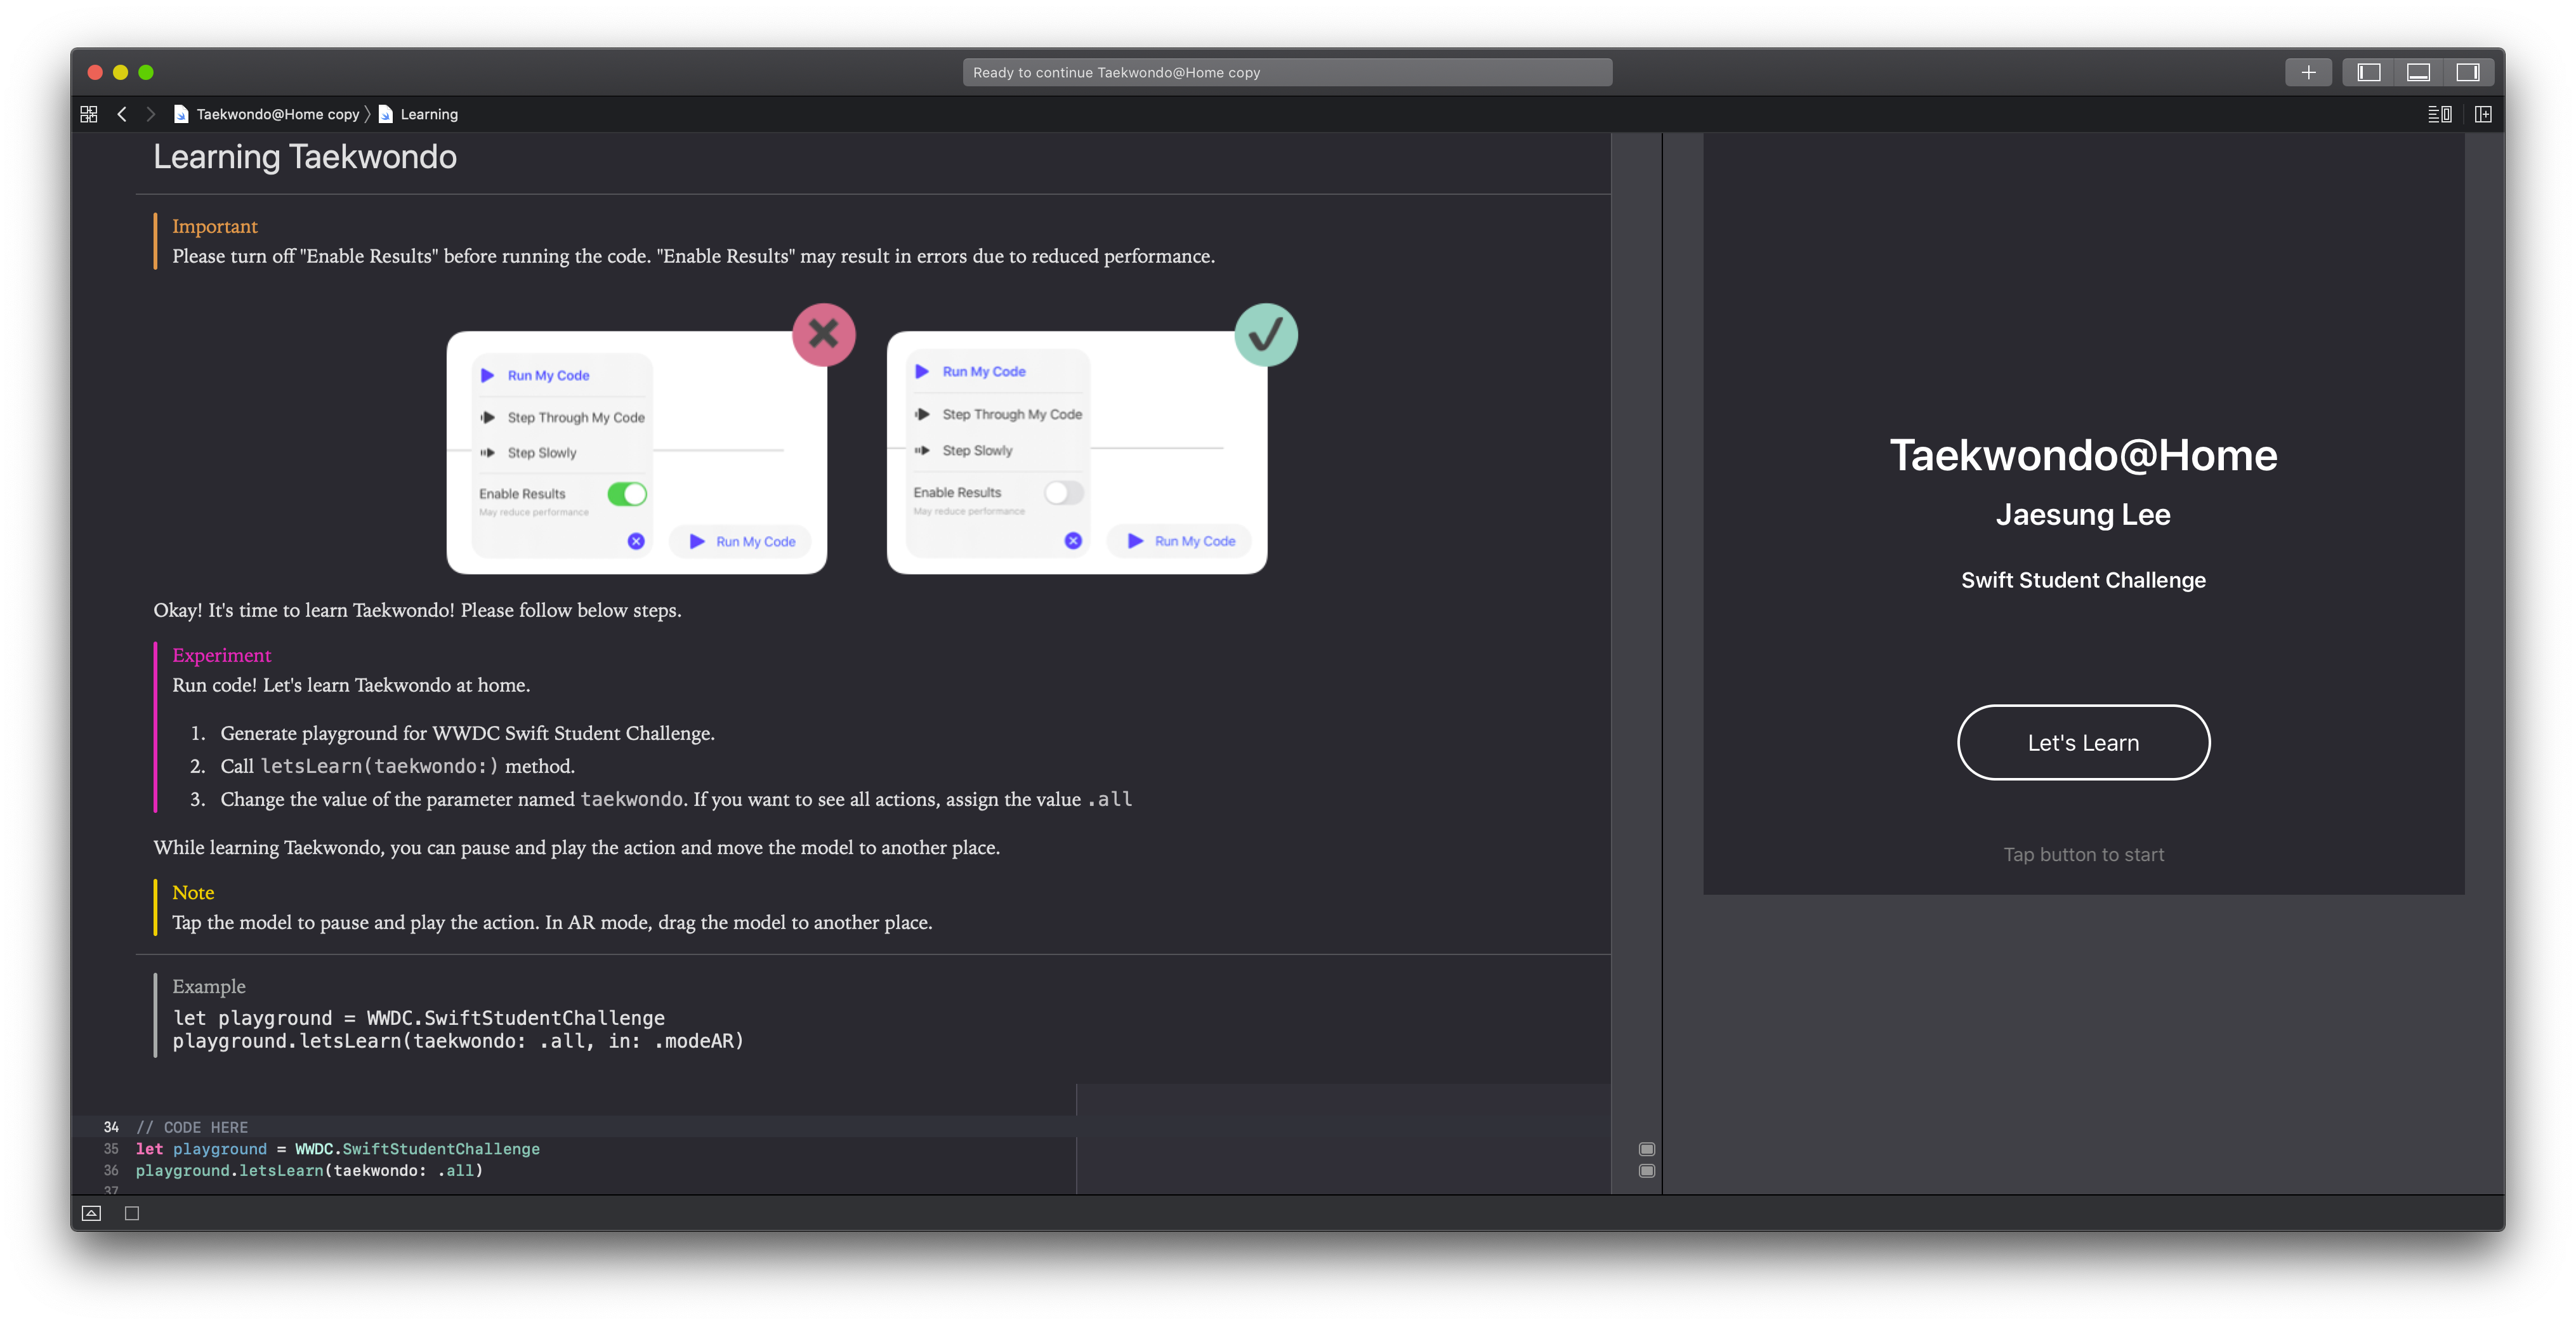 Ready to continue Taekwondo@Home copy
Taekwondo@Home copy
Learning
Learning Taekwondo
Important
Please turn off "Enable Results" before running the code. "Enable Results" may result in errors due to reduced performance.
Run My Code
Step Through My Code
Step Slowly
Enable Results
May reduce performance
Run My Code
Run My Code
Step Through My Code
Step Slowly
Enable Results
May reduce performance
Run My Code
Okay! It's time to learn Taekwondo! Please follow below steps.
Experiment
Run code! Let's learn Taekwondo at home.
1. Generate playground for WWDC Swift Student Challenge.
2. Call letsLearn(taekwondo:) method.
3. Change the value of the parameter named taekwondo. If you want to see all actions, assign the value .all
While learning Taekwondo, you can pause and play the action and move the model to another place.
Note
Tap the model to pause and play the action. In AR mode, drag the model to another place.
Example
let playground = WWDC.SwiftStudentChallenge
playground.letsLearn(taekwondo: .all, in: .modeAR)
34 // CODE HERE
35 let playground = WWDC.SwiftStudentChallenge
36 playground.letsLearn(taekwondo: .all)
37
Taekwondo@Home
Jaesung Lee
Swift Student Challenge
Let's Learn
Tap button to start